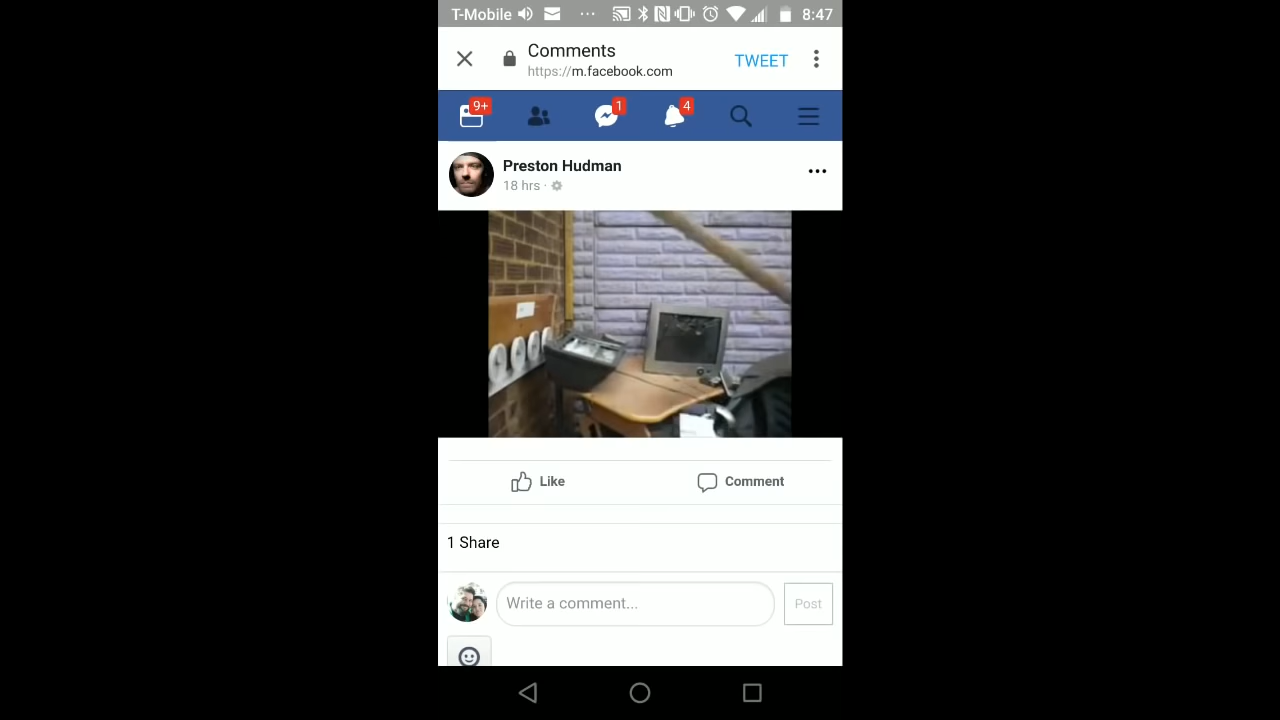 T-Mobile 8:47
Comments
https://m.facebook.com
TWEET
9+ 1 4
Preston Hudman
18 hrs ·
Like Comment
1 Share
Write a comment... Post